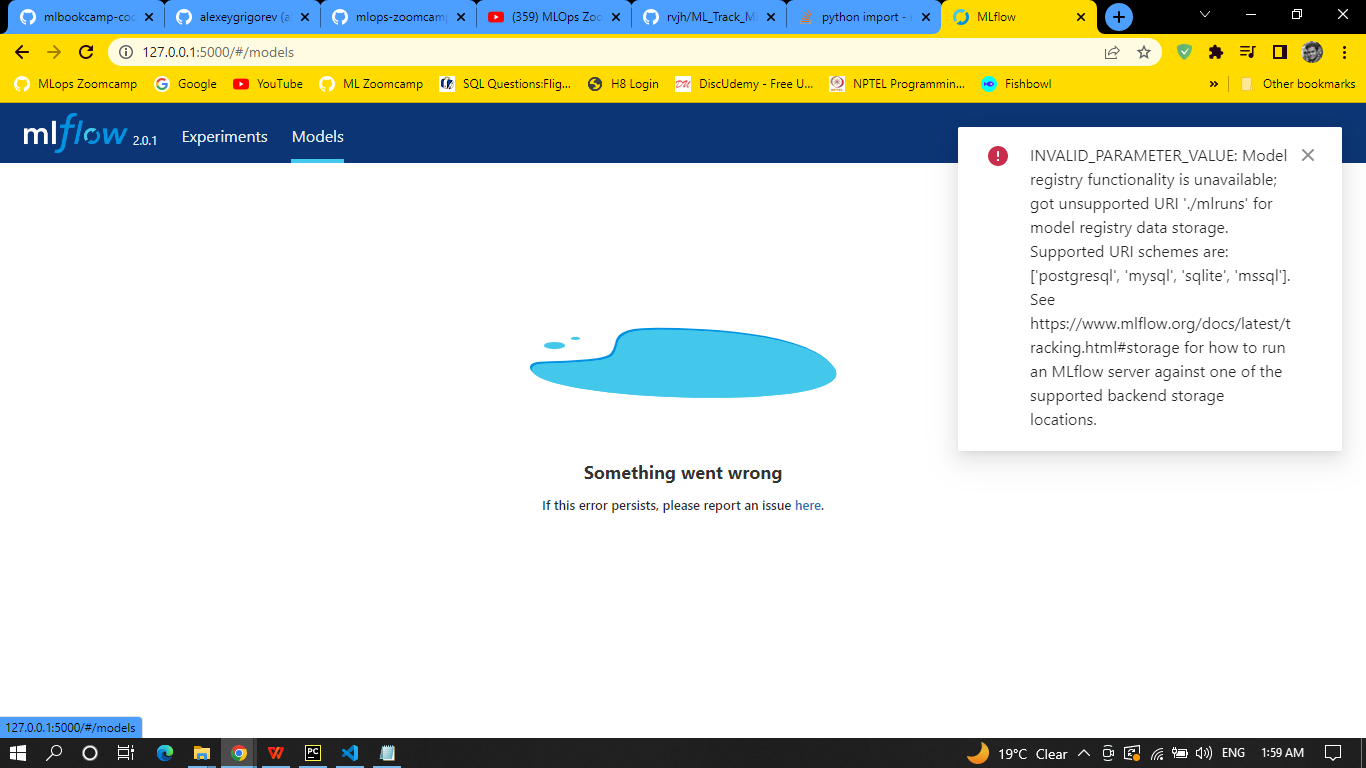 mlbookcamp-cod
alexeygrigorev (a
mlops-zoomcamp
(359) MLOps Zoo
rvjh/ML_Track_Ml
python import -
MLflow
127.0.0.1:5000/#/models
MLops Zoomcamp
Google
YouTube
ML Zoomcamp
SQL Questions:Flig...
H8 Login
DiscUdemy - Free U...
NPTEL Programmin...
Fishbowl
»
Other bookmarks
mlflow 2.0.1
Experiments
Models
INVALID_PARAMETER_VALUE: Model
registry functionality is unavailable;
got unsupported URI './mlruns' for
model registry data storage.
Supported URI schemes are:
['postgresql', 'mysql', 'sqlite', 'mssql'].
See
https://www.mlflow.org/docs/latest/t
racking.html#storage for how to run
an MLflow server against one of the
supported backend storage
locations.
Something went wrong
If this error persists, please report an issue here.
127.0.0.1:5000/#/models
19°C Clear
ENG
1:59 AM